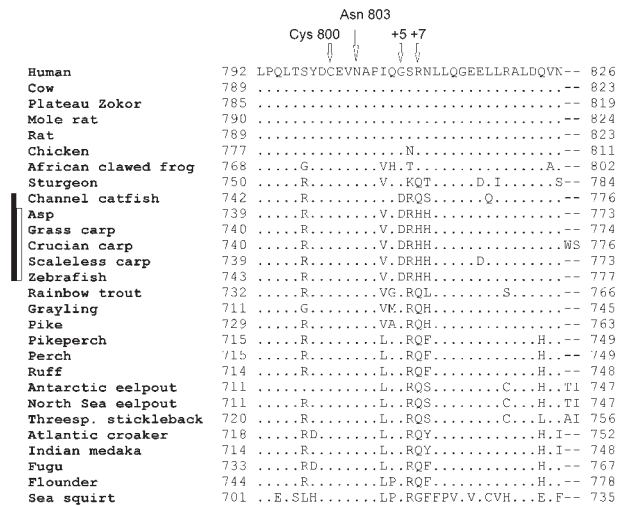 Asn 803
Cys 800 +5 +7
Human 792 LPQLTSYDCEVNAPIQGSRNLLQGEELLRALDQVN-- 826
Cow 789 ...................................-- 823
Plateau Zokor 785 ...................................-- 819
Mole rat 790 ...................................-- 824
Rat 789 ...................................-- 823
Chicken 777 .................N.................-- 811
African clawed frog 768 .....G........VH.T...............A.-- 802
Sturgeon 750 .....R........V..KQT.....D.I......S-- 784
Channel catfish 742 .....R..........DRQS......Q........-- 776
Asp 739 .....R........V.DRHH...............-- 773
Grass carp 740 .....R........V.DRHH...............-- 774
Crucian carp 740 .....R........V.DRHH...............WS 776
Scaleless carp 739 .....R........V.DRHH.....D.........-- 773
Zebrafish 743 .....R........V.DRHH...............-- 777
Rainbow trout 732 .....R........VG.RQL........S......-- 766
Grayling 711 .....G........VM.RQH...............-- 745
Pike 729 .....R........VA.RQH...............-- 763
Pikeperch 715 .....R........L..RQF............H..-- 749
Perch 715 .....R........L..RQF............H..-- 749
Ruff 714 .....R........L..RQF............H..-- 748
Antarctic eelpout 711 ..............L..RQS........C...H..TI 747
North Sea eelpout 711 .....R........L..RQS........R...H..TI 747
Threesp. stickleback 720 .....R........L..RQS........C...L..AI 756
Atlantic croaker 718 .....RD.......L..RQY............H.I-- 752
Indian medaka 714 .....R........L..RQY............H.I-- 748
Fugu 733 .....RD.......L..RQF............H..-- 767
Flounder 744 .....R........LP.RQF............H..-- 778
Sea squirt 701 ..E.SLH.......LP.RGFFPV.V.CVH...E.F-- 735